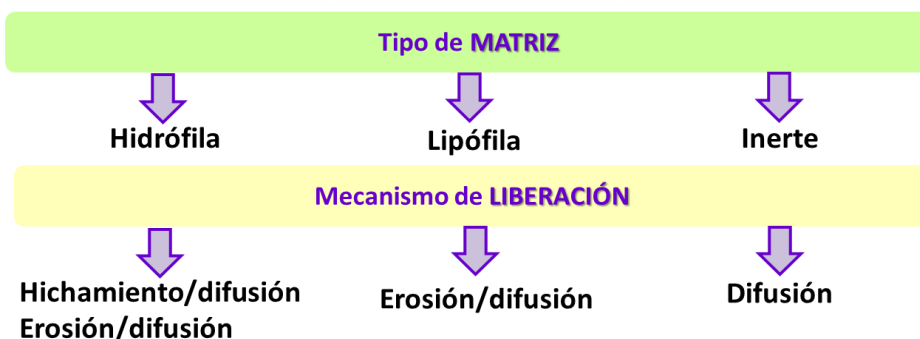 Tipo de MATRIZ
Hidrófila
Lipófila
Inerte
Mecanismo de LIBERACIÓN
Hichamiento/difusión
Erosión/difusión
Erosión/difusión
Difusión